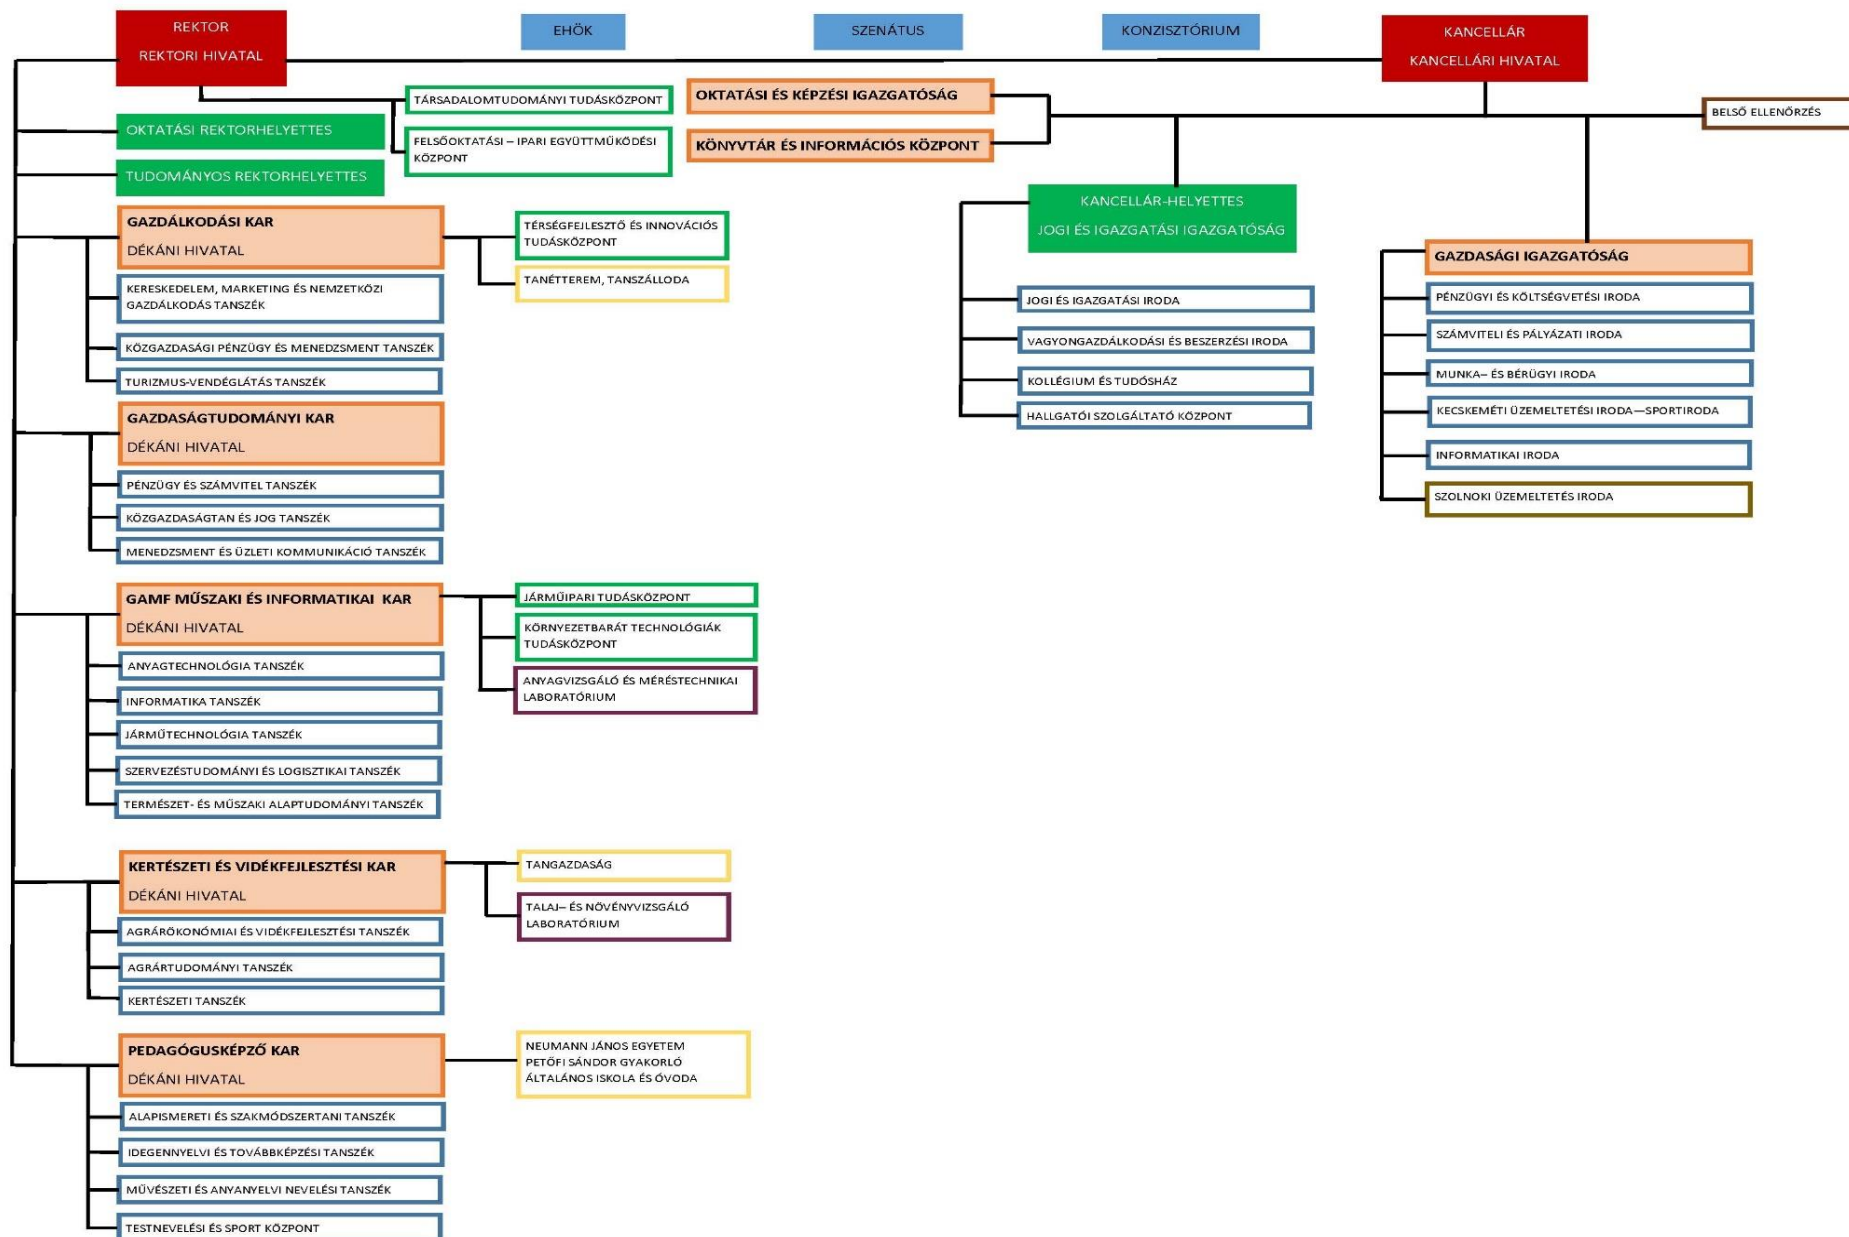 REKTOR
REKTORI HIVATAL
EHÖK
SZENÁTUS
KONZISZTÓRIUM
KANCELLÁR
KANCELLÁRI HIVATAL
TÁRSADALOMTUDOMÁNYI TUDÁSKÖZPONT
FELSŐOKTATÁSI – IPARI EGYÜTTMŰKÖDÉSI
KÖZPONT
OKTATÁSI ÉS KÉPZÉSI IGAZGATÓSÁG
KÖNYVTÁR ÉS INFORMÁCIÓS KÖZPONT
BELSŐ ELLENŐRZÉS
OKTATÁSI REKTORHELYETTES
TUDOMÁNYOS REKTORHELYETTES
KANCELLÁR-HELYETTES
JOGI ÉS IGAZGATÁSI IGAZGATÓSÁG
JOGI ÉS IGAZGATÁSI IRODA
VAGYONGAZDÁLKODÁSI ÉS BESZERZÉSI IRODA
KOLLÉGIUM ÉS TUDÓSHÁZ
HALLGATÓI SZOLGÁLTATÓ KÖZPONT
GAZDASÁGI IGAZGATÓSÁG
PÉNZÜGYI ÉS KÖLTSÉGVETÉSI IRODA
SZÁMVITELI ÉS PÁLYÁZATI IRODA
MUNKA– ÉS BÉRÜGYI IRODA
KECSKEMÉTI ÜZEMELTETÉSI IRODA—SPORTIRODA
INFORMATIKAI IRODA
SZOLNOKI ÜZEMELTETÉS IRODA
GAZDÁLKODÁSI KAR
DÉKÁNI HIVATAL
TÉRSÉGFEJLESZTŐ ÉS INNOVÁCIÓS
TUDÁSKÖZPONT
TANÉTTEREM, TANSZÁLLODA
KERESKEDELEM, MARKETING ÉS NEMZETKÖZI
GAZDÁLKODÁS TANSZÉK
KÖZGAZDASÁGI PÉNZÜGY ÉS MENEDZSMENT TANSZÉK
TURIZMUS-VENDÉGLÁTÁS TANSZÉK
GAZDASÁGTUDOMÁNYI KAR
DÉKÁNI HIVATAL
PÉNZÜGY ÉS SZÁMVITEL TANSZÉK
KÖZGAZDASÁGTAN ÉS JOG TANSZÉK
MENEDZSMENT ÉS ÜZLETI KOMMUNIKÁCIÓ TANSZÉK
GAMF MŰSZAKI ÉS INFORMATIKAI KAR
DÉKÁNI HIVATAL
JÁRMŰIPARI TUDÁSKÖZPONT
KÖRNYEZETBARÁT TECHNOLÓGIÁK
TUDÁSKÖZPONT
ANYAGVIZSGÁLÓ ÉS MÉRÉSTECHNIKAI
LABORATÓRIUM
ANYAGTECHNOLÓGIA TANSZÉK
INFORMATIKA TANSZÉK
JÁRMŰTECHNOLÓGIA TANSZÉK
SZERVEZÉSTUDOMÁNYI ÉS LOGISZTIKAI TANSZÉK
TERMÉSZET- ÉS MŰSZAKI ALAPTUDOMÁNYI TANSZÉK
KERTÉSZETI ÉS VIDÉKFEJLESZTÉSI KAR
DÉKÁNI HIVATAL
TANGAZDASÁG
TALAJ– ÉS NÖVÉNYVIZSGÁLÓ
LABORATÓRIUM
AGRÁRÖKONÓMIAI ÉS VIDÉKFEJLESZTÉSI TANSZÉK
AGRÁRTUDOMÁNYI TANSZÉK
KERTÉSZETI TANSZÉK
PEDAGÓGUSKÉPZŐ KAR
DÉKÁNI HIVATAL
NEUMANN JÁNOS EGYETEM
PETŐFI SÁNDOR GYAKORLÓ
ÁLTALÁNOS ISKOLA ÉS ÓVODA
ALAPISMERETI ÉS SZAKMÓDSZERTANI TANSZÉK
IDEGENNYELVI ÉS TOVÁBBKÉPZÉSI TANSZÉK
MŰVÉSZETI ÉS ANYANYELVI NEVELÉSI TANSZÉK
TESTNEVELÉSI ÉS SPORT KÖZPONT